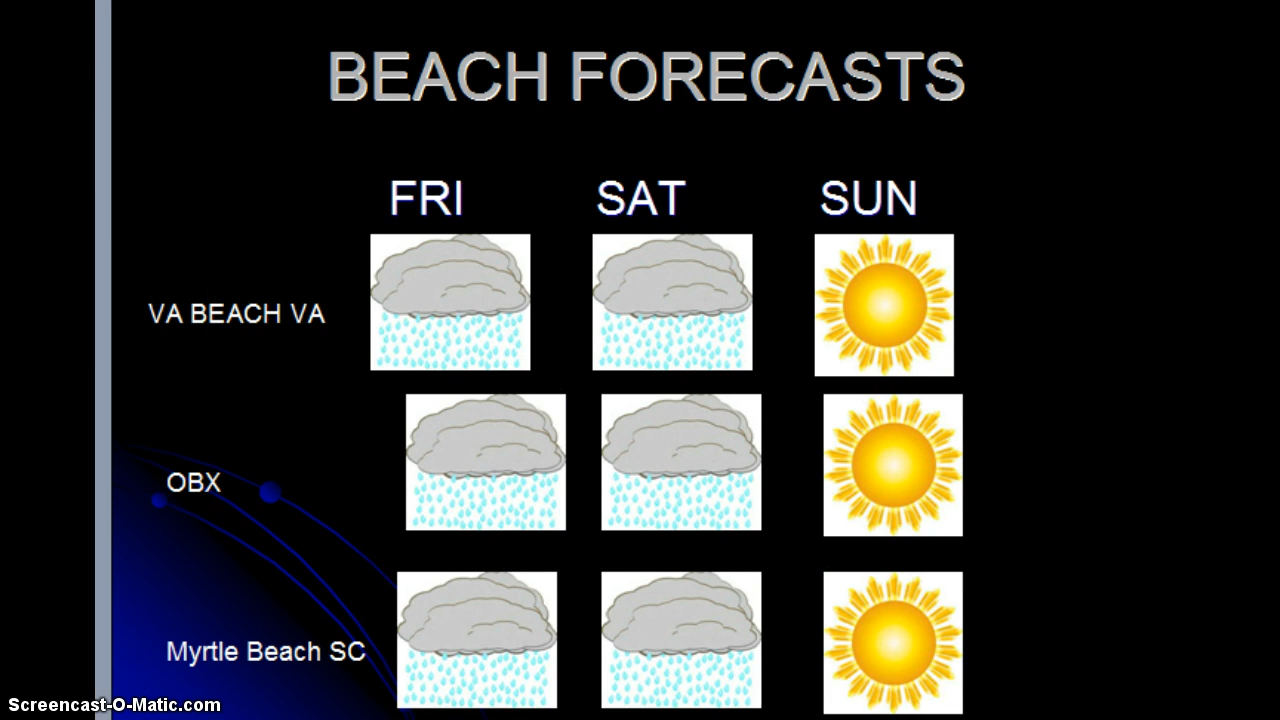 BEACH FORECASTS
FRI SAT SUN
VA BEACH VA
OBX
Myrtle Beach SC
Screencast-O-Matic.com